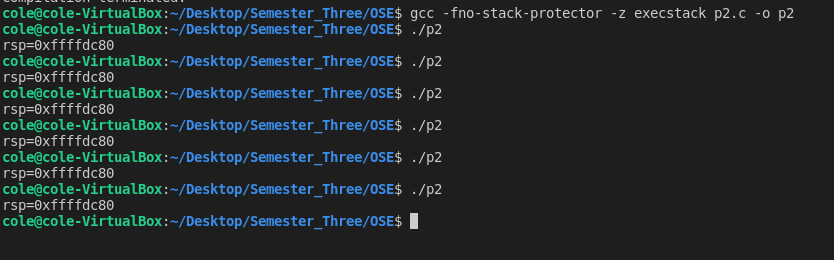 compilation terminated.
cole@cole-VirtualBox:~/Desktop/Semester_Three/OSE$ gcc -fno-stack-protector -z execstack p2.c -o p2
cole@cole-VirtualBox:~/Desktop/Semester_Three/OSE$ ./p2
rsp=0xffffdc80
cole@cole-VirtualBox:~/Desktop/Semester_Three/OSE$ ./p2
rsp=0xffffdc80
cole@cole-VirtualBox:~/Desktop/Semester_Three/OSE$ ./p2
rsp=0xffffdc80
cole@cole-VirtualBox:~/Desktop/Semester_Three/OSE$ ./p2
rsp=0xffffdc80
cole@cole-VirtualBox:~/Desktop/Semester_Three/OSE$ ./p2
rsp=0xffffdc80
cole@cole-VirtualBox:~/Desktop/Semester_Three/OSE$ ./p2
rsp=0xffffdc80
cole@cole-VirtualBox:~/Desktop/Semester_Three/OSE$